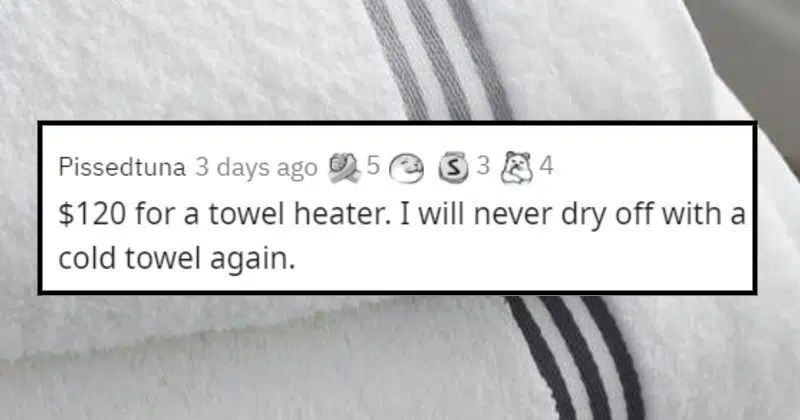 Pissedtuna 3 days ago 5 S 3 4
$120 for a towel heater. I will never dry off with a
cold towel again.